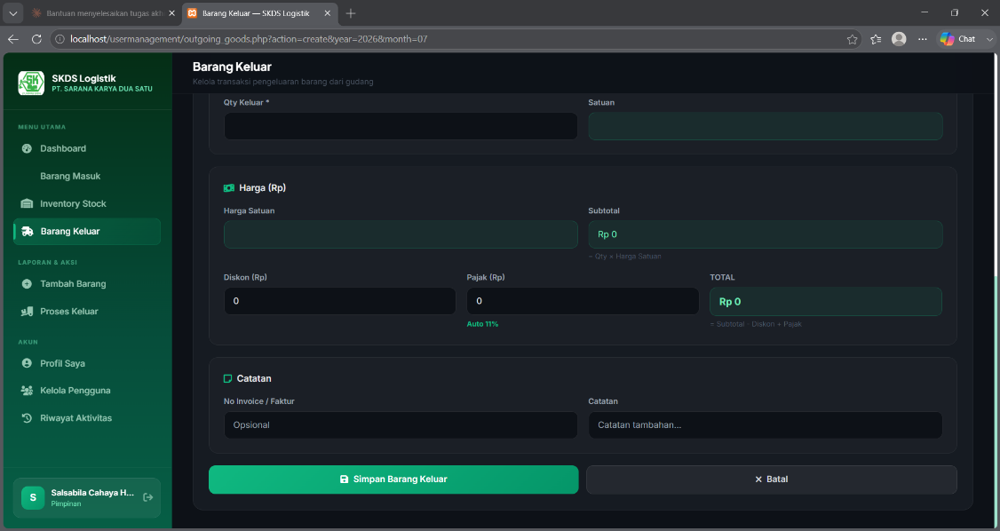 Bantuan menyelesaikan tugas akh
Barang Keluar — SKDS Logistik
localhost/usermanagement/outgoing_goods.php?action=create&year=2026&month=07
Chat
SKDS Logistik
PT. SARANA KARYA DUA SATU
MENU UTAMA
Dashboard
Barang Masuk
Inventory Stock
Barang Keluar
LAPORAN & AKSI
Tambah Barang
Proses Keluar
AKUN
Profil Saya
Kelola Pengguna
Riwayat Aktivitas
S
Salsabila Cahaya H...
Pimpinan
Barang Keluar
Kelola transaksi pengeluaran barang dari gudang
Qty Keluar *
Satuan
Harga (Rp)
Harga Satuan
Subtotal
Rp 0
= Qty × Harga Satuan
Diskon (Rp)
Pajak (Rp)
TOTAL
0
0
Rp 0
Auto 11%
= Subtotal - Diskon + Pajak
Catatan
No Invoice / Faktur
Catatan
Opsional
Catatan tambahan...
Simpan Barang Keluar
Batal